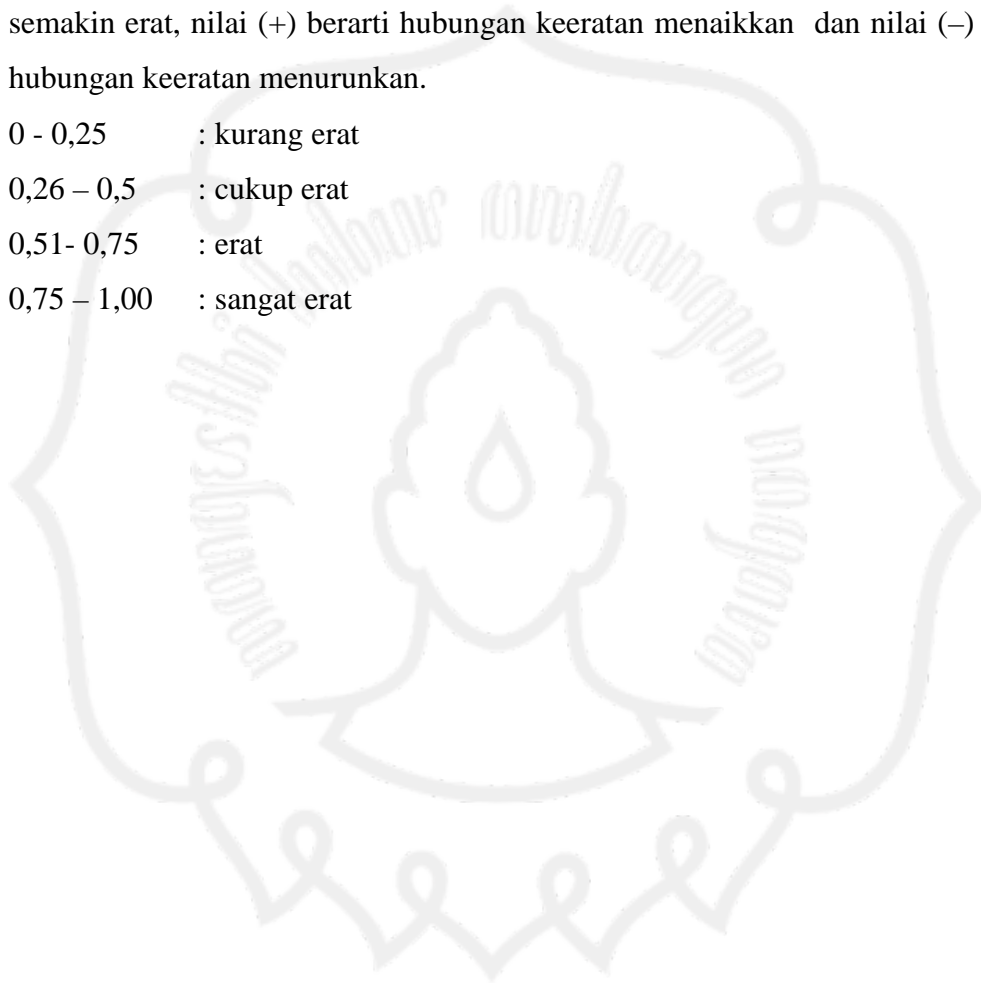 semakin erat, nilai (+) berarti hubungan keeratan menaikkan dan nilai (–)
hubungan keeratan menurunkan.
0 - 0,25 : kurang erat
0,26 – 0,5 : cukup erat
0,51- 0,75 : erat
0,75 – 1,00 : sangat erat